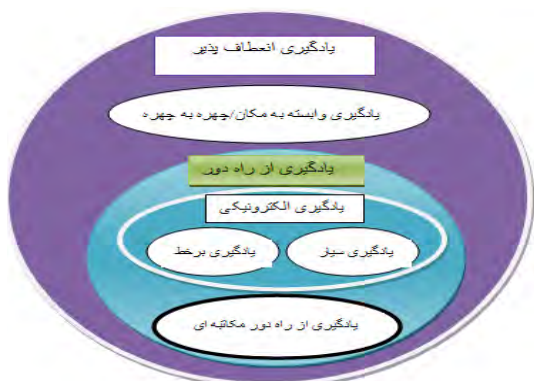 یادگیری انعطاف پذیر
یادگیری وابسته به مکان/چهره به چهره
یادگیری از راه دور
یادگیری الکترونیکی
یادگیری سیار
یادگیری برخط
یادگیری از راه دور مکاتبه ای